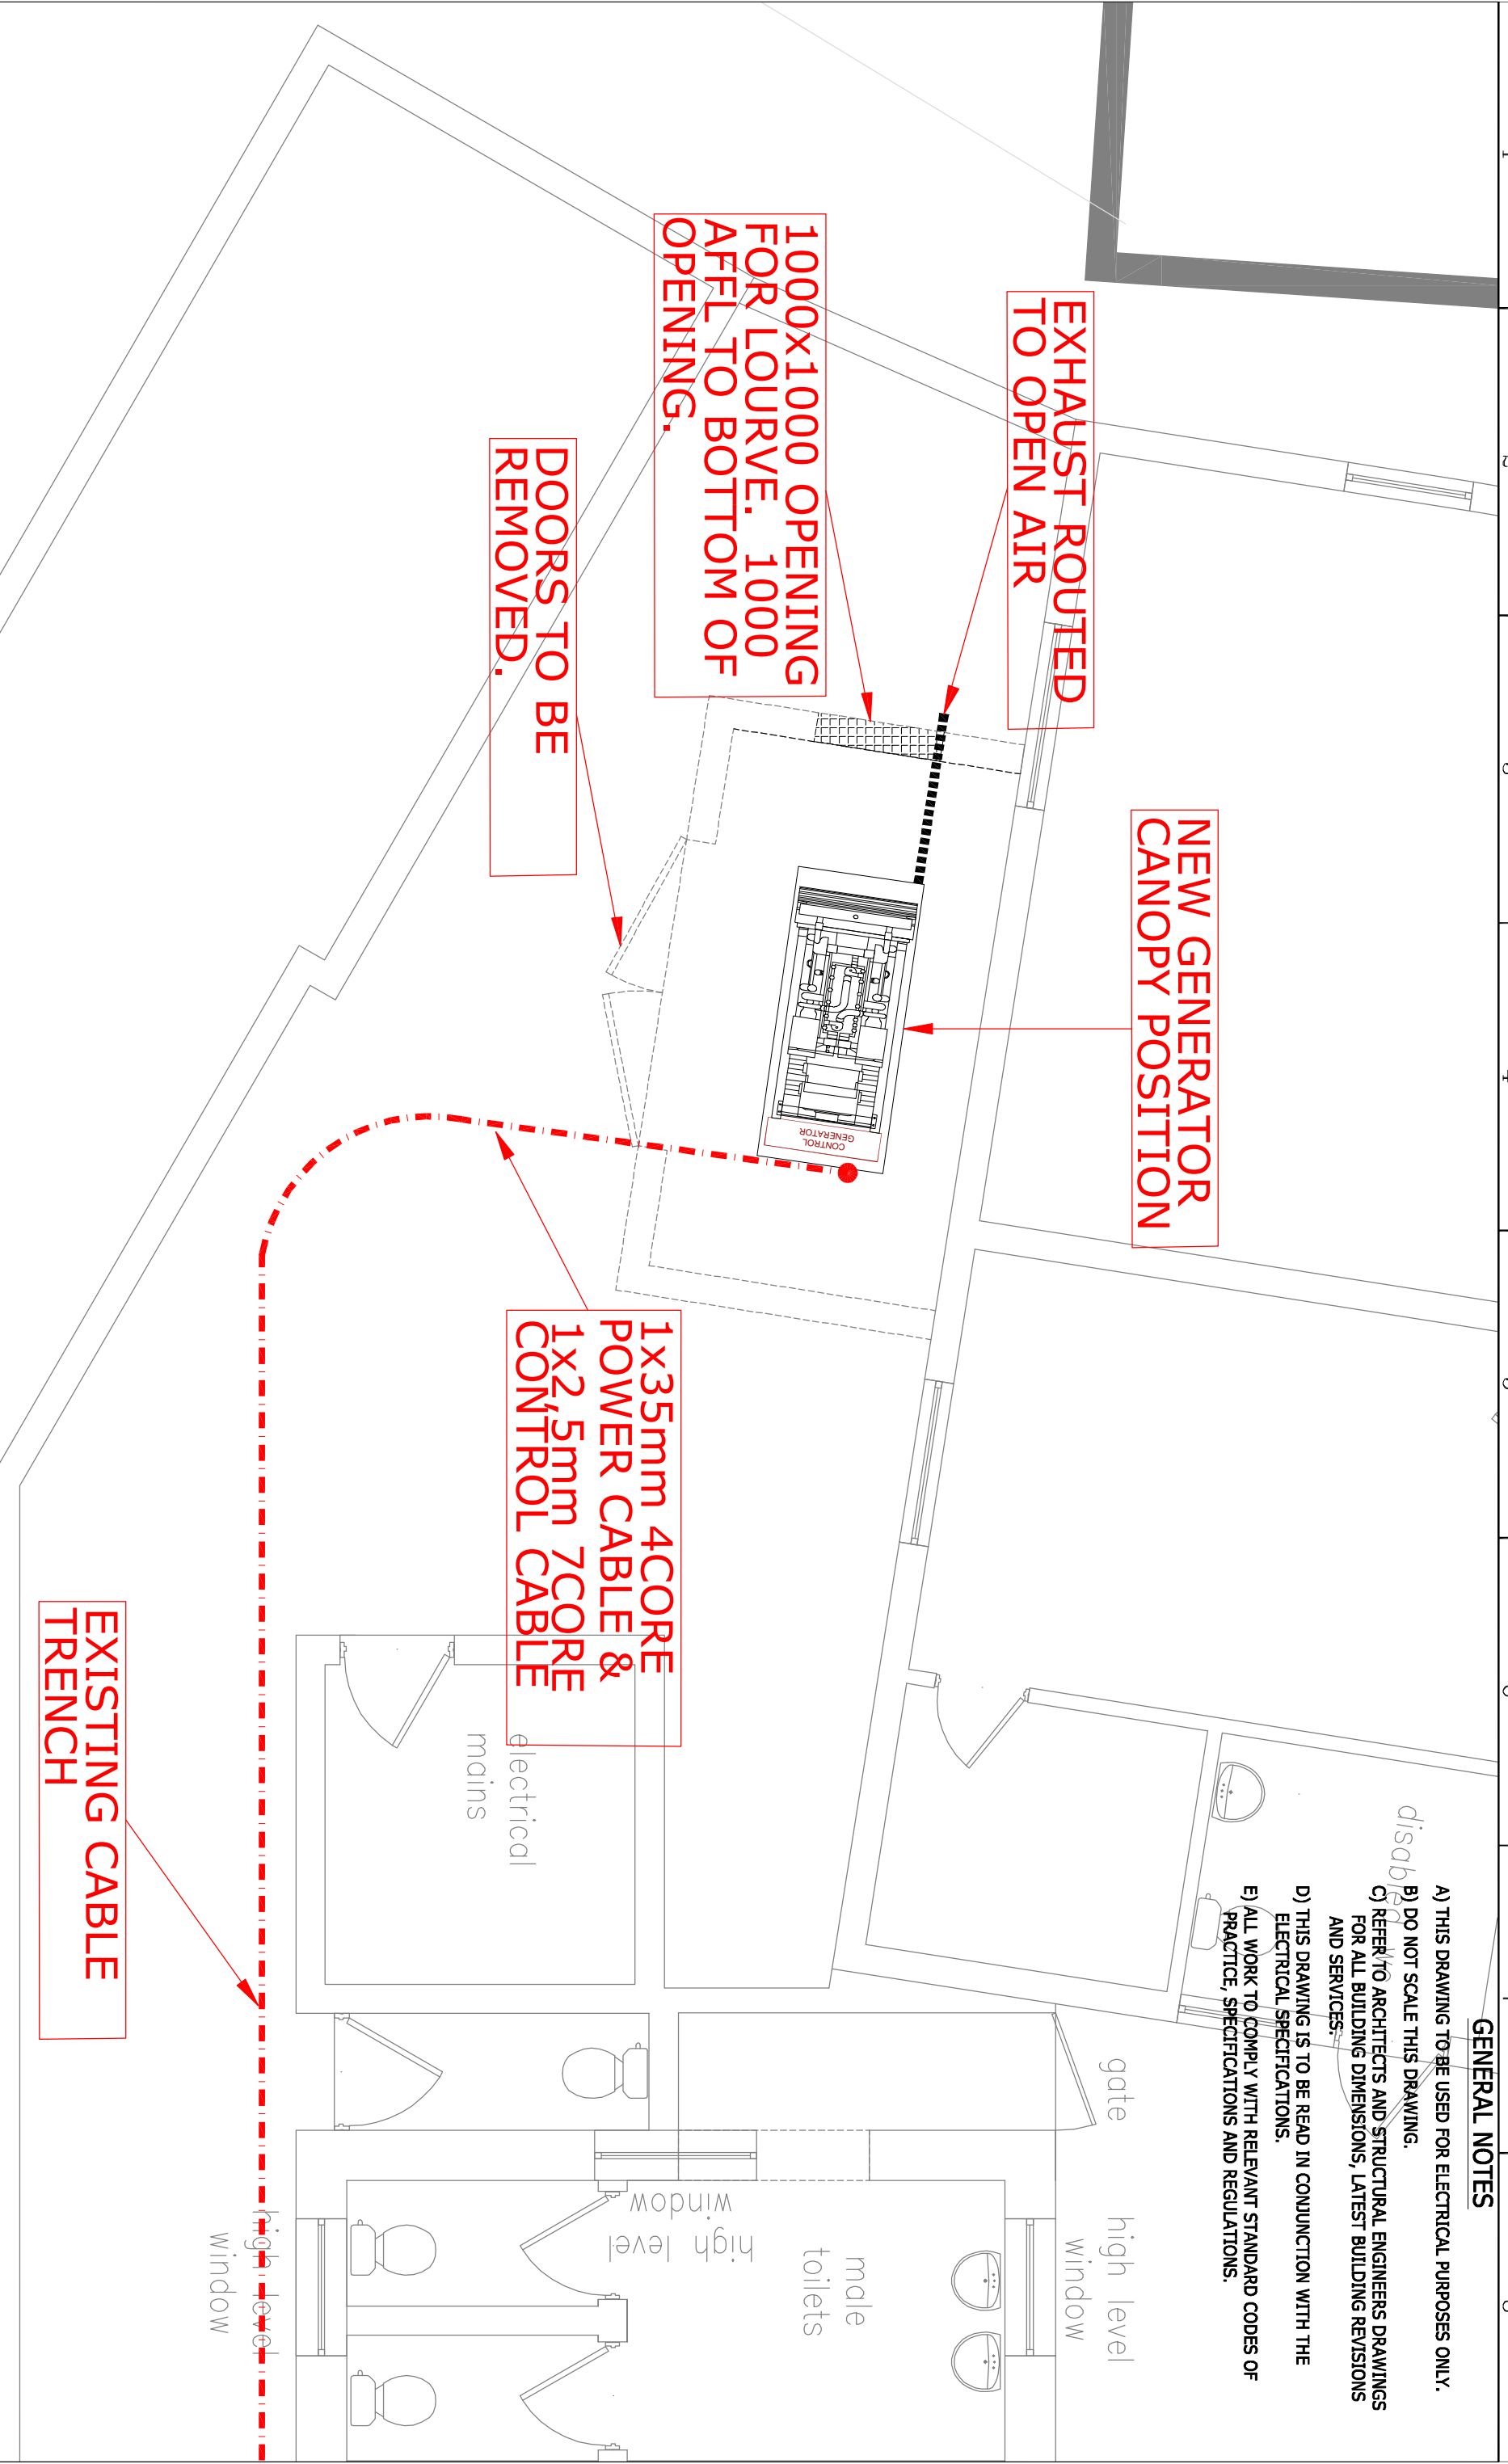 GENERAL NOTES
A) THIS DRAWING TO BE USED FOR ELECTRICAL PURPOSES ONLY.
B) DO NOT SCALE THIS DRAWING.
C) REFER TO ARCHITECTS AND STRUCTURAL ENGINEERS DRAWINGS
FOR ALL BUILDING DIMENSIONS, LATEST BUILDING REVISIONS
AND SERVICES.
D) THIS DRAWING IS TO BE READ IN CONJUNCTION WITH THE
ELECTRICAL SPECIFICATIONS.
E) ALL WORK TO COMPLY WITH RELEVANT STANDARD CODES OF
PRACTICE, SPECIFICATIONS AND REGULATIONS.
EXHAUST ROUTED
TO OPEN AIR
1000x1000 OPENING
FOR LOURVE. 1000
AFFL TO BOTTOM OF
OPENING.
DOORS TO BE
REMOVED.
NEW GENERATOR
CANOPY POSITION
CONTROL
GENERATOR
1x35mm 4CORE
POWER CABLE &
1x2,5mm 7CORE
CONTROL CABLE
EXISTING CABLE
TRENCH
electrical
mains
disabled
gate
high level
window
high level
window
male
toilets
high level
window